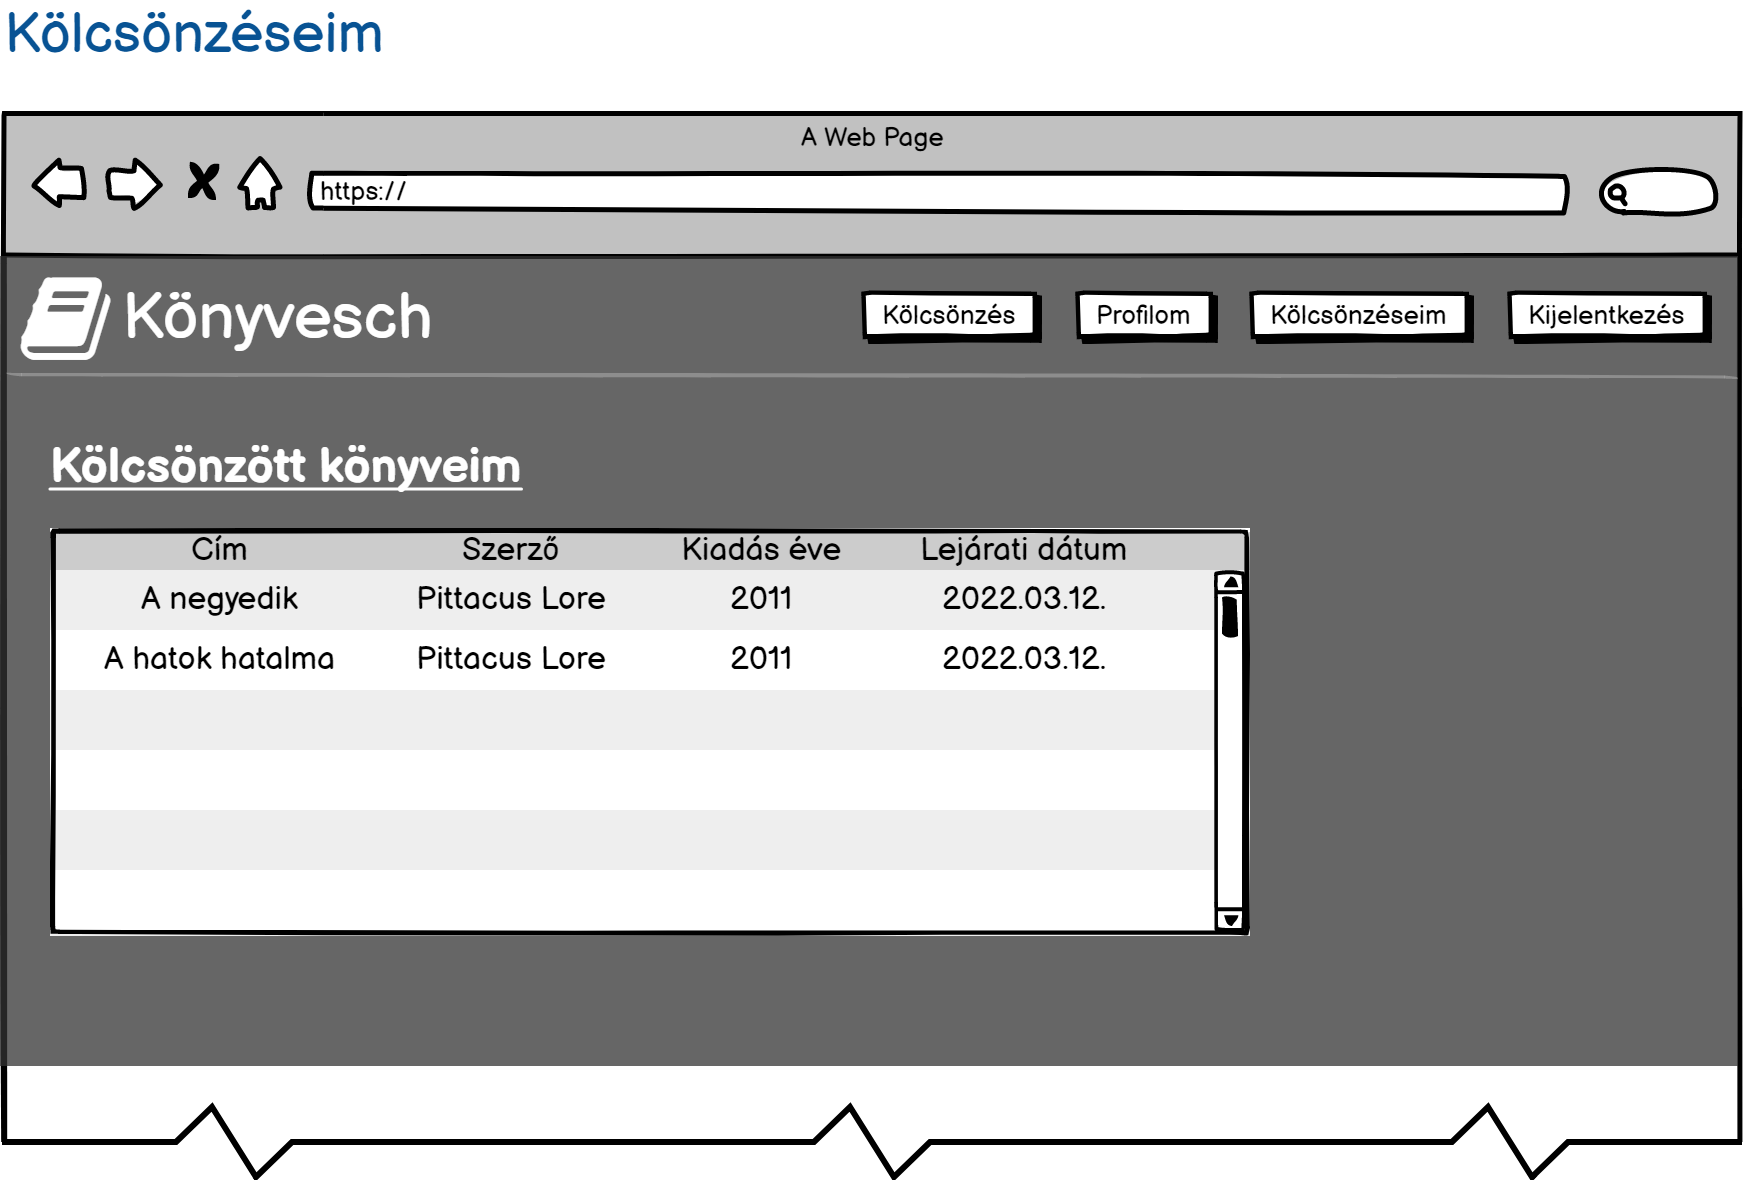 Kölcsönzéseim
A Web Page
https://
Könyvesch
Kölcsönzés Profilom Kölcsönzéseim Kijelentkezés
Kölcsönzött könyveim
Cím Szerző Kiadás éve Lejárati dátum
A negyedik Pittacus Lore 2011 2022.03.12.
A hatok hatalma Pittacus Lore 2011 2022.03.12.